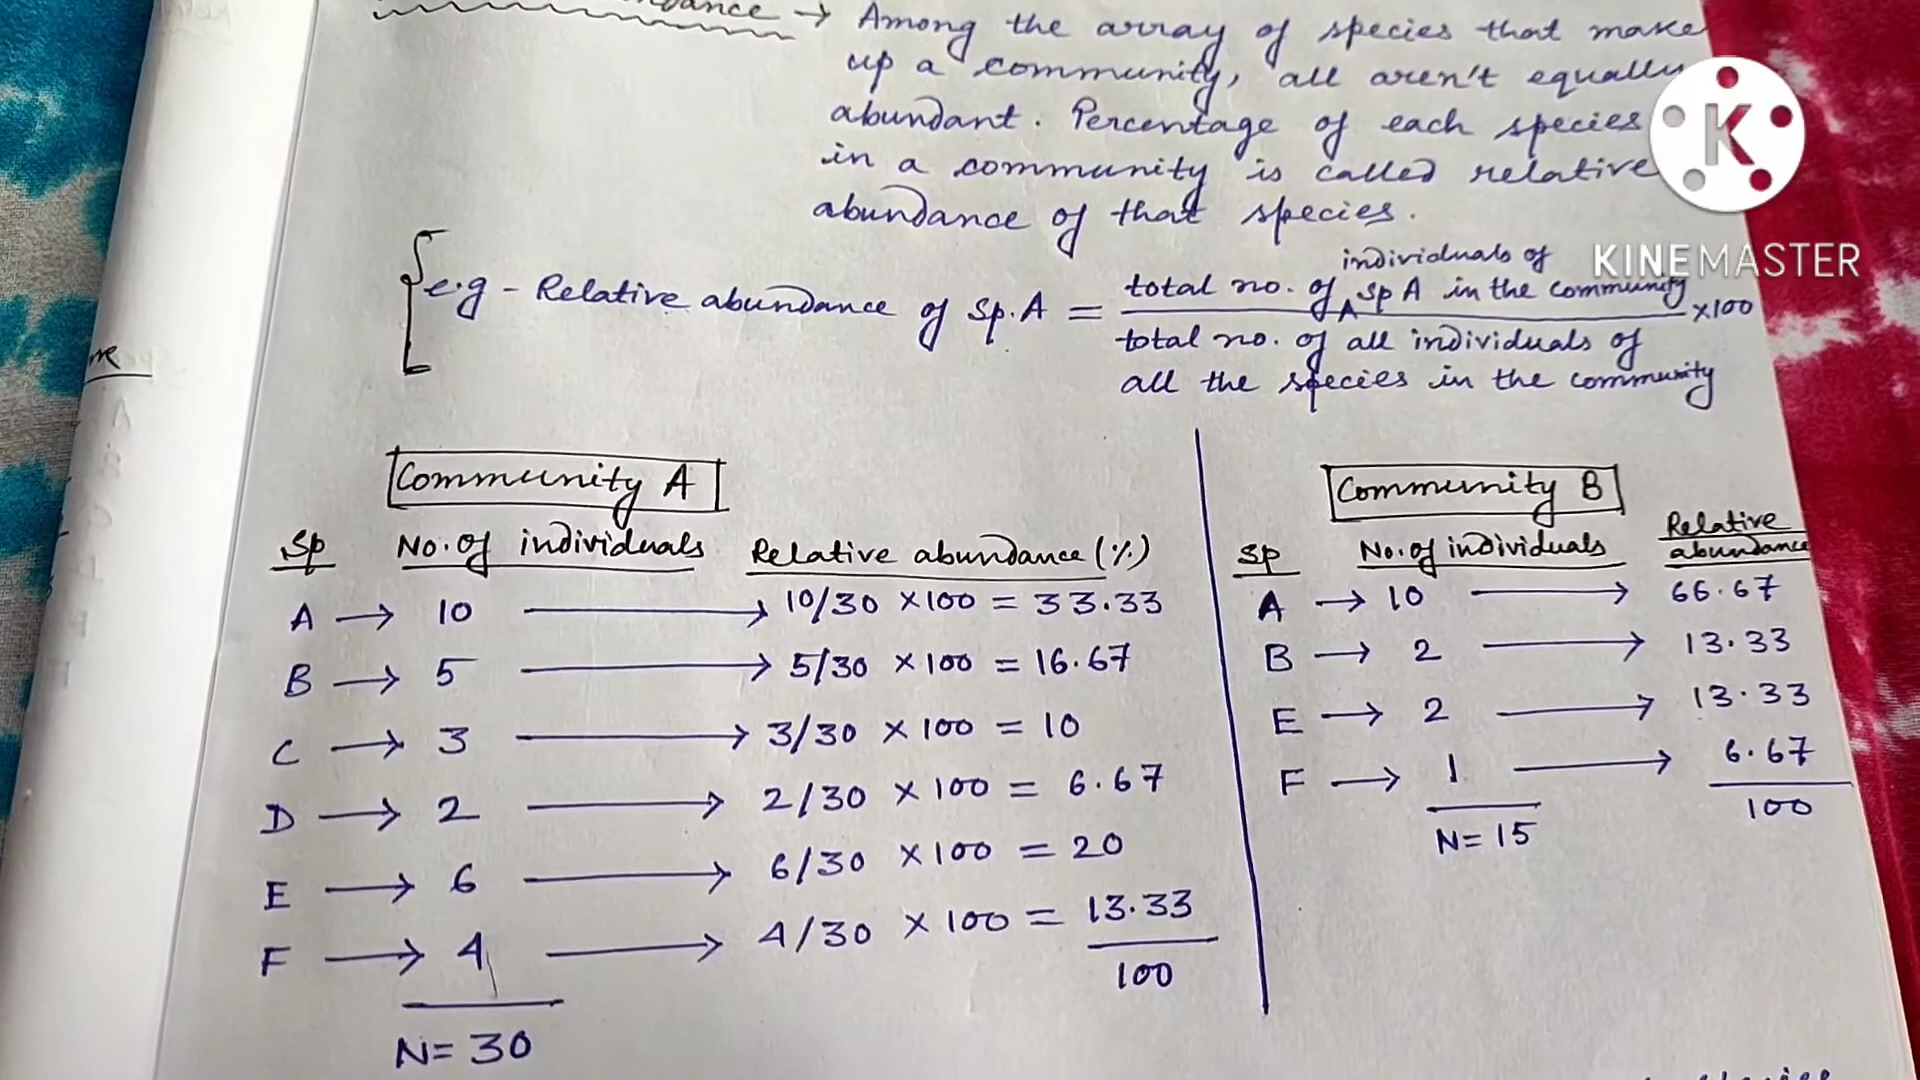 → Among the array of species that make
up a community, all aren't equally
abundant. Percentage of each species
in a community is called relative
abundance of that species.
K
KINEMASTER
e.g - Relative abundance of Sp. A = total no. of individuals of sp A in the community ×100
total no. of all individuals of
all the species in the community
Community A
Sp No. of individuals Relative abundance (%)
A → 10 → 10/30 ×100 = 33.33
B → 5 → 5/30 ×100 = 16.67
C → 3 → 3/30 ×100 = 10
D → 2 → 2/30 ×100 = 6.67
E → 6 → 6/30 ×100 = 20
F → 4 → 4/30 ×100 = 13.33
100
N= 30
Community B
Sp No. of individuals Relative abundance
A → 10 → 66.67
B → 2 → 13.33
E → 2 → 13.33
F → 1 → 6.67
N= 15 100